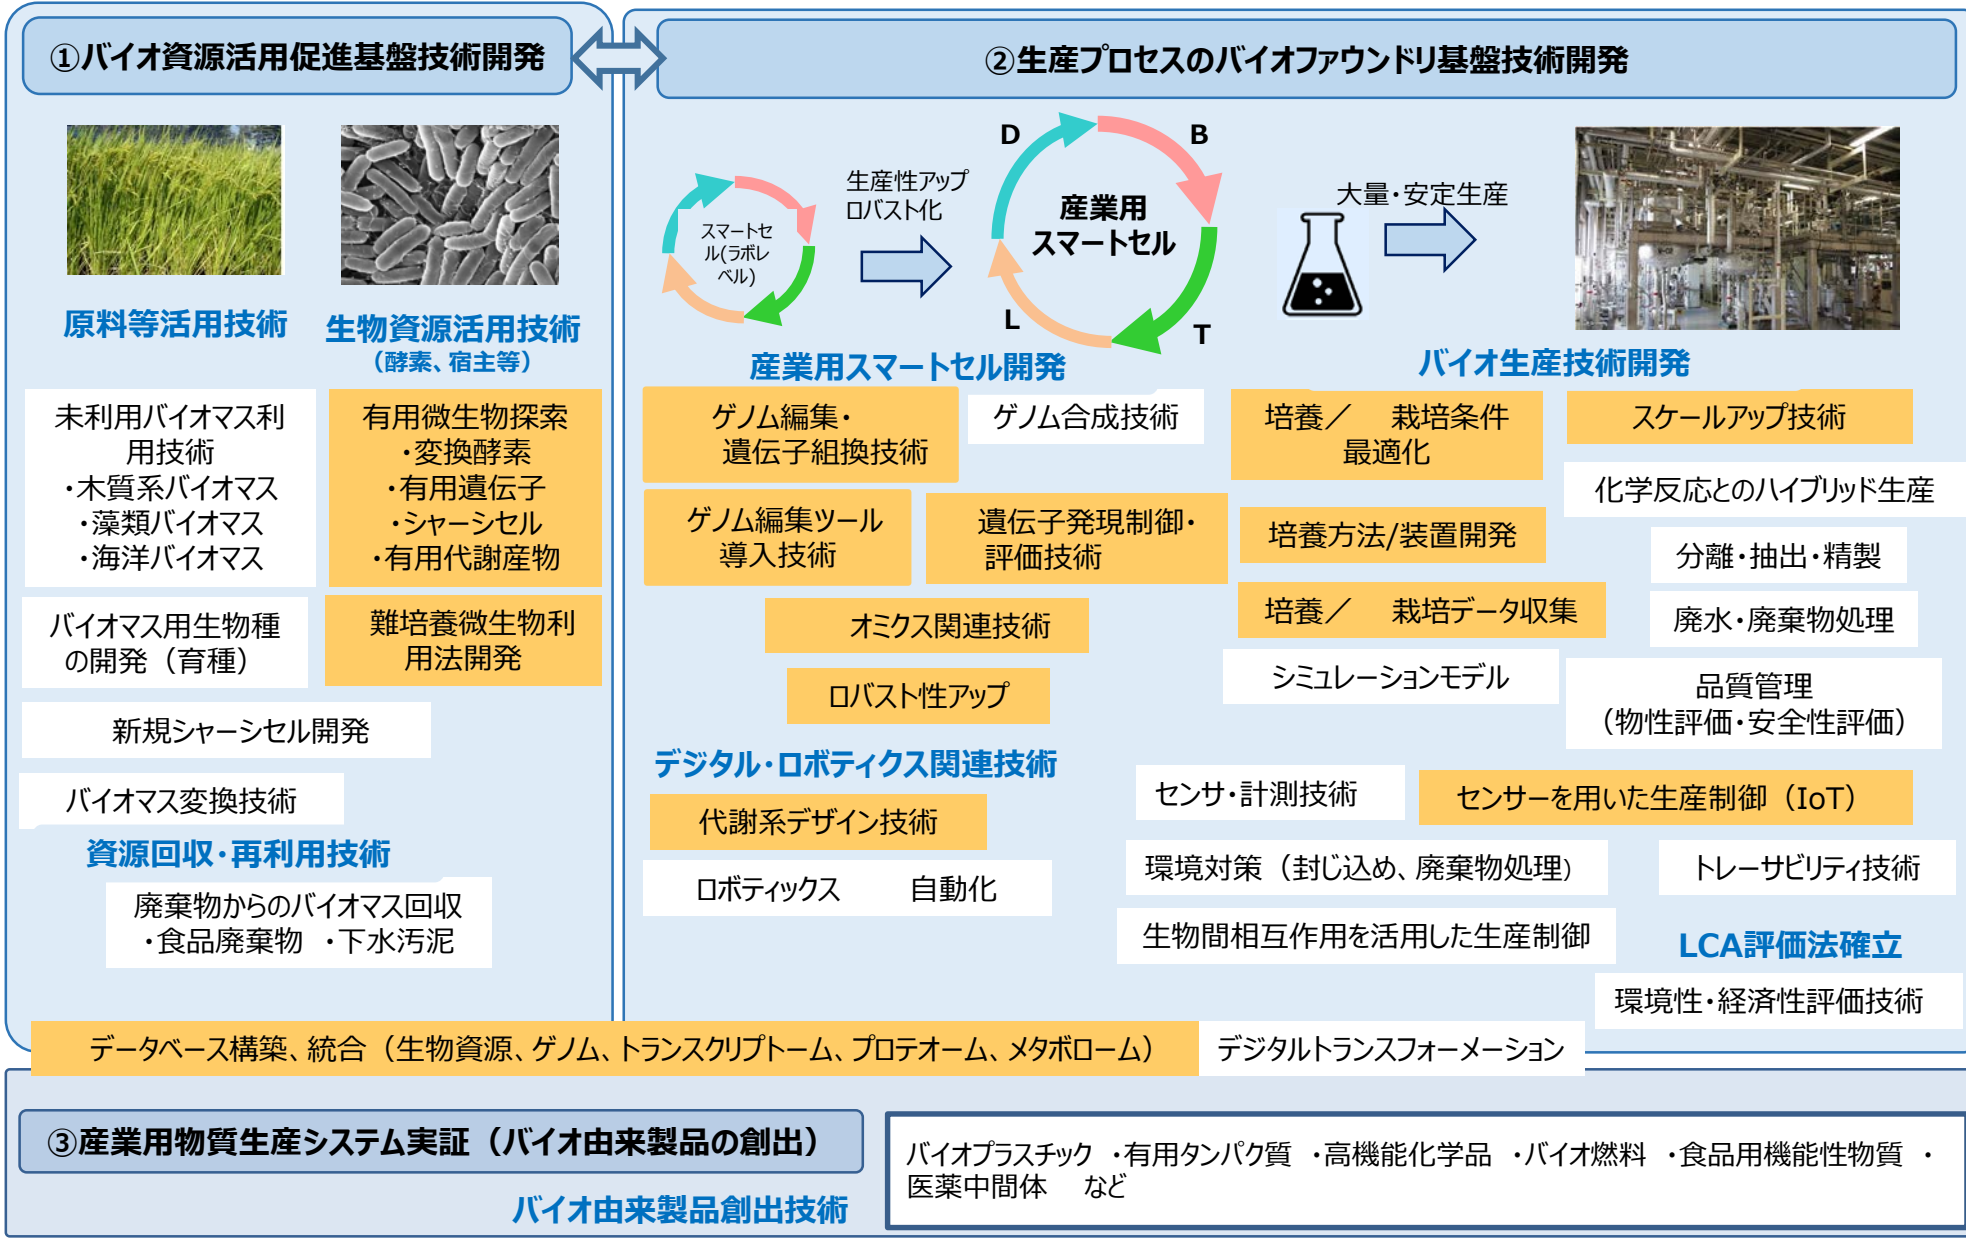 ①バイオ資源活用促進基盤技術開発
原料等活用技術
生物資源活用技術
（酵素、宿主等）
未利用バイオマス利
用技術
・木質系バイオマス
・藻類バイオマス
・海洋バイオマス
有用微生物探索
・変換酵素
・有用遺伝子
・シャーシセル
・有用代謝産物
バイオマス用生物種
の開発（育種）
難培養微生物利
用法開発
新規シャーシセル開発
バイオマス変換技術
資源回収・再利用技術
廃棄物からのバイオマス回収
・食品廃棄物　・下水汚泥
②生産プロセスのバイオファウンドリ基盤技術開発
スマートセ
ル(ラボレ
ベル)
生産性アップ
ロバスト化
D
B
産業用
スマートセル
L
T
大量・安定生産
産業用スマートセル開発
ゲノム編集・
遺伝子組換技術
ゲノム合成技術
ゲノム編集ツール
導入技術
遺伝子発現制御・
評価技術
オミクス関連技術
ロバスト性アップ
デジタル・ロボティクス関連技術
代謝系デザイン技術
ロボティックス　　自動化
バイオ生産技術開発
培養／　栽培条件
最適化
スケールアップ技術
化学反応とのハイブリッド生産
培養方法/装置開発
分離・抽出・精製
培養／　栽培データ収集
廃水・廃棄物処理
シミュレーションモデル
品質管理
（物性評価・安全性評価）
センサ・計測技術
センサーを用いた生産制御（IoT）
環境対策（封じ込め、廃棄物処理）
トレーサビリティ技術
生物間相互作用を活用した生産制御
LCA評価法確立
環境性・経済性評価技術
データベース構築、統合（生物資源、ゲノム、トランスクリプトーム、プロテオーム、メタボローム）
デジタルトランスフォーメーション
③産業用物質生産システム実証（バイオ由来製品の創出）
バイオ由来製品創出技術
バイオプラスチック　・有用タンパク質　・高機能化学品　・バイオ燃料　・食品用機能性物質　・
医薬中間体　など